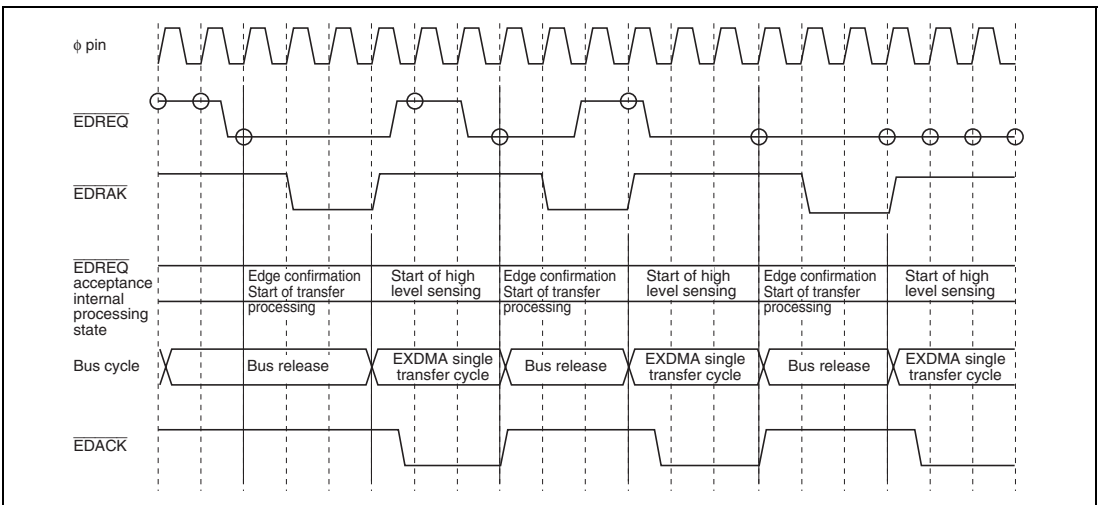 ϕ pin
EDREQ
EDRAK
EDREQ
acceptance
internal
processing
state
Edge confirmation
Start of transfer
processing
Start of high
level sensing
Edge confirmation
Start of transfer
processing
Start of high
level sensing
Edge confirmation
Start of transfer
processing
Start of high
level sensing
Bus cycle
Bus release
EXDMA single
transfer cycle
Bus release
EXDMA single
transfer cycle
Bus release
EXDMA single
transfer cycle
EDACK